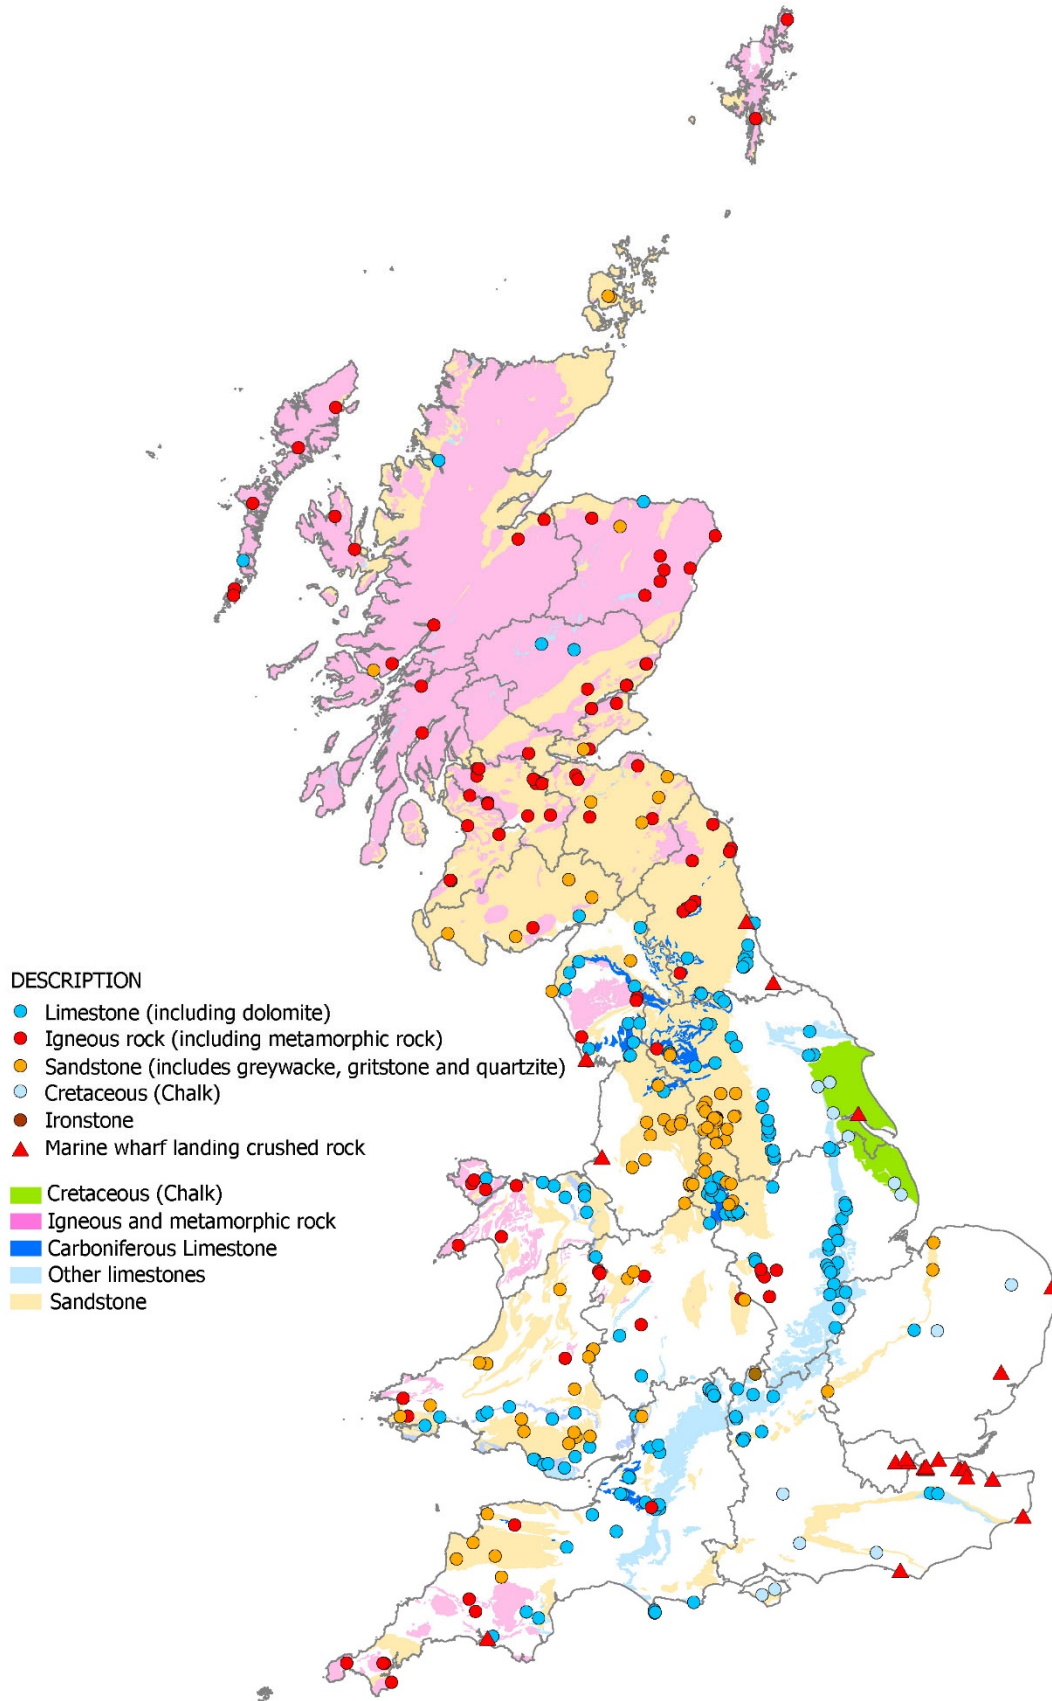 DESCRIPTION
Limestone (including dolomite)
Igneous rock (including metamorphic rock)
Sandstone (includes greywacke, gritstone and quartzite)
Cretaceous (Chalk)
Ironstone
Marine wharf landing crushed rock
Cretaceous (Chalk)
Igneous and metamorphic rock
Carboniferous Limestone
Other limestones
Sandstone